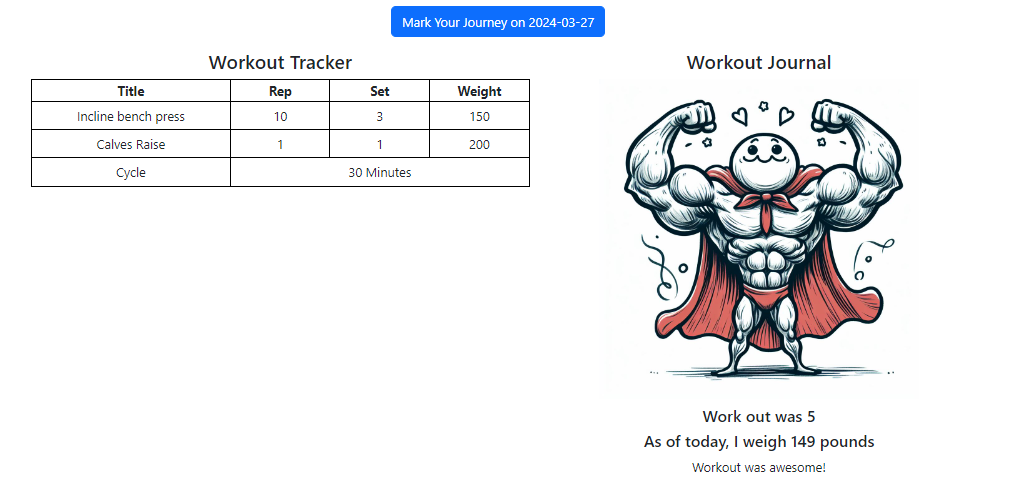 Mark Your Journey on 2024-03-27
Workout Tracker
Title Rep Set Weight
Incline bench press 10 3 150
Calves Raise 1 1 200
Cycle 30 Minutes
Workout Journal
Work out was 5
As of today, I weigh 149 pounds
Workout was awesome!